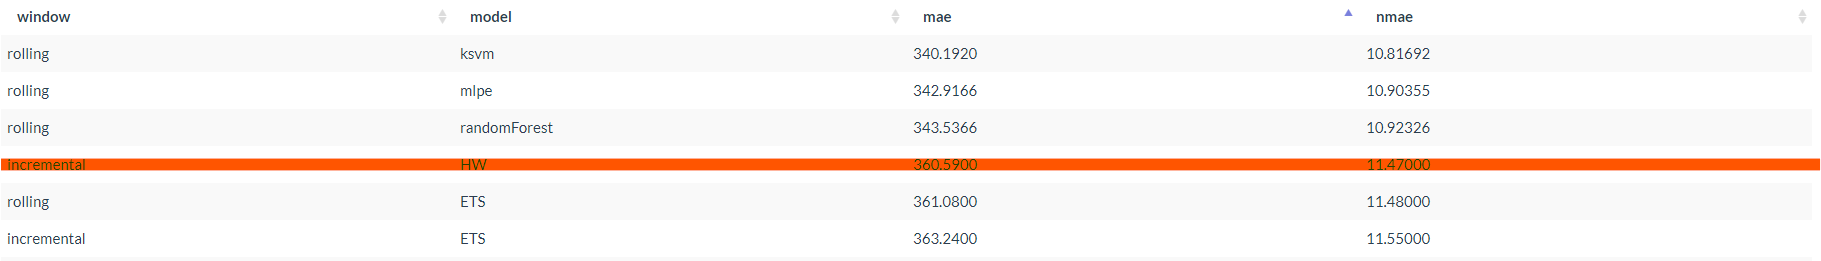 window model mae nmae
rolling ksvm 340.1920 10.81692
rolling mlpe 342.9166 10.90355
rolling randomForest 343.5366 10.92326
incremental HW 360.5900 11.47000
rolling ETS 361.0800 11.48000
incremental ETS 363.2400 11.55000